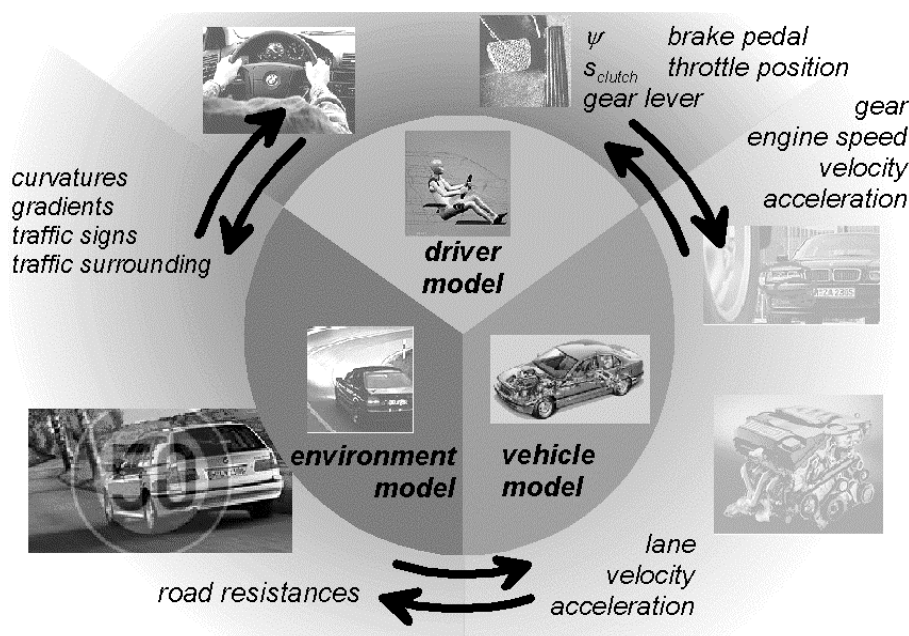 ψ brake pedal
s_clutch throttle position
gear lever
gear
engine speed
velocity
acceleration
curvatures
gradients
traffic signs
traffic surrounding
driver
model
environment
model
vehicle
model
lane
velocity
acceleration
road resistances